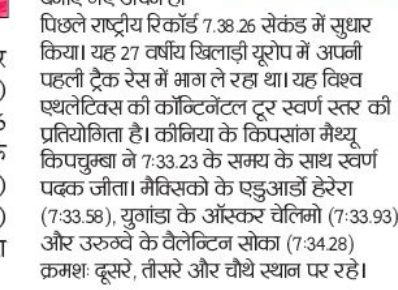 पिछले राष्ट्रीय रिकॉर्ड 7.38.26 सेकंड में सुधार
किया। यह 27 वर्षीय खिलाड़ी यूरोप में अपनी
पहली ट्रैक रेस में भाग ले रहा था। यह विश्व
एथलेटिक्स की कॉन्टिनेंटल टूर स्वर्ण स्तर की
प्रतियोगिता है। कीनिया के किपसांग मैथ्यू
किपचुम्बा ने 7:33.23 के समय के साथ स्वर्ण
पदक जीता। मैक्सिको के एडुआर्डो हेरेरा
(7:33.58), युगांडा के ऑस्कर चेलिमो (7:33.93)
और उरुग्वे के वैलेन्टिन सोका (7:34.28)
क्रमशः दूसरे, तीसरे और चौथे स्थान पर रहे।